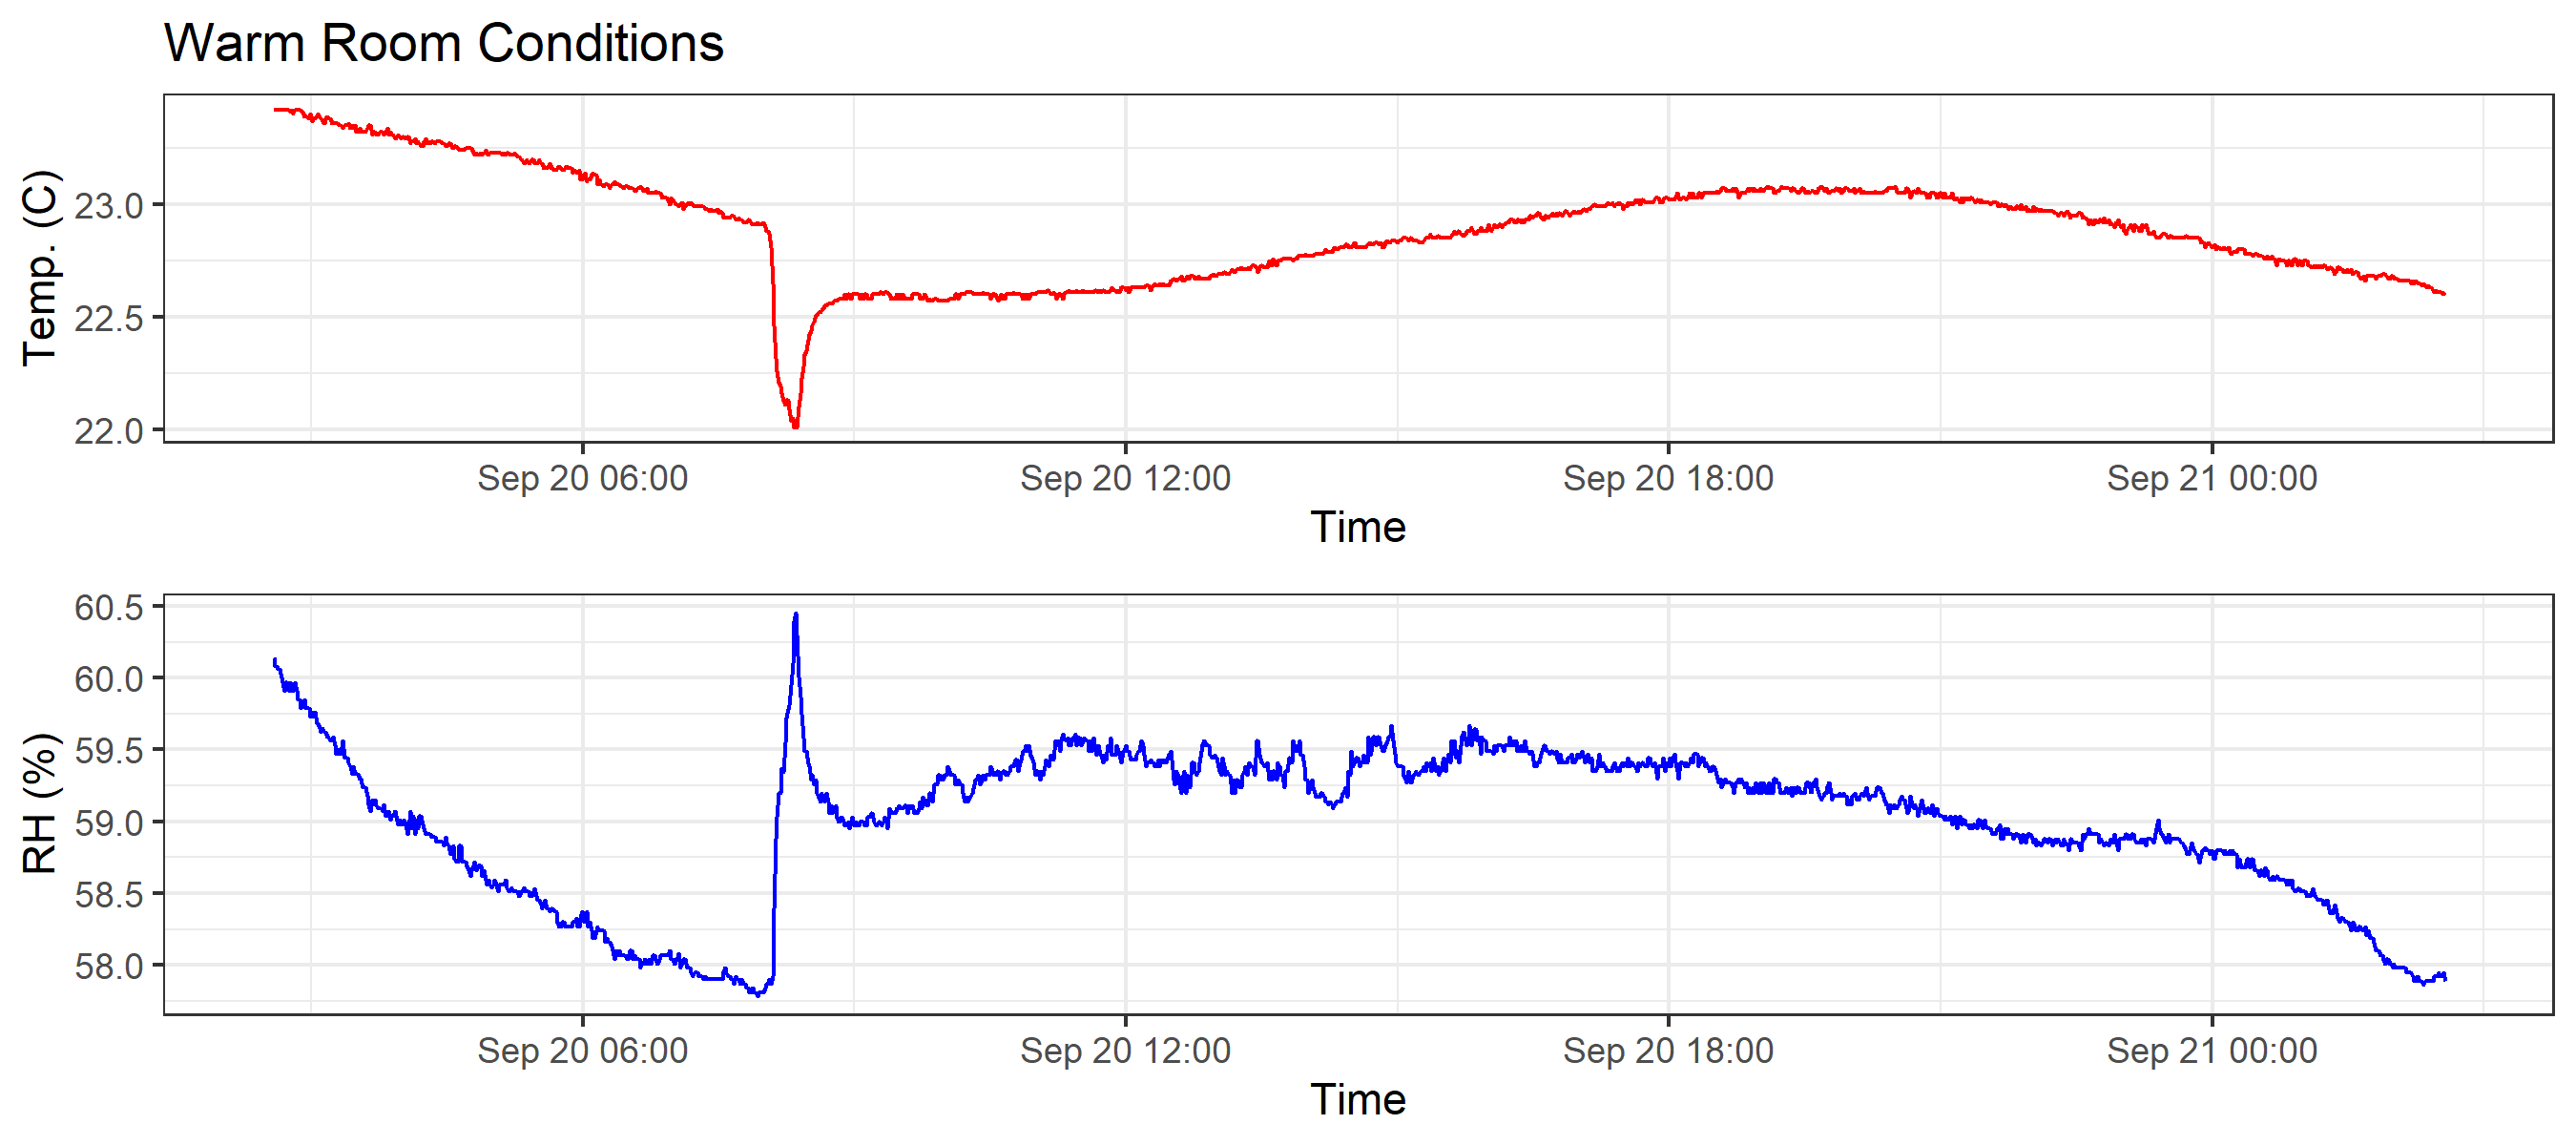 Warm Room Conditions
Temp. (C)
23.0
22.5
22.0
Sep 20 06:00 Sep 20 12:00 Sep 20 18:00 Sep 21 00:00
Time
RH (%)
60.5
60.0
59.5
59.0
58.5
58.0
Sep 20 06:00 Sep 20 12:00 Sep 20 18:00 Sep 21 00:00
Time